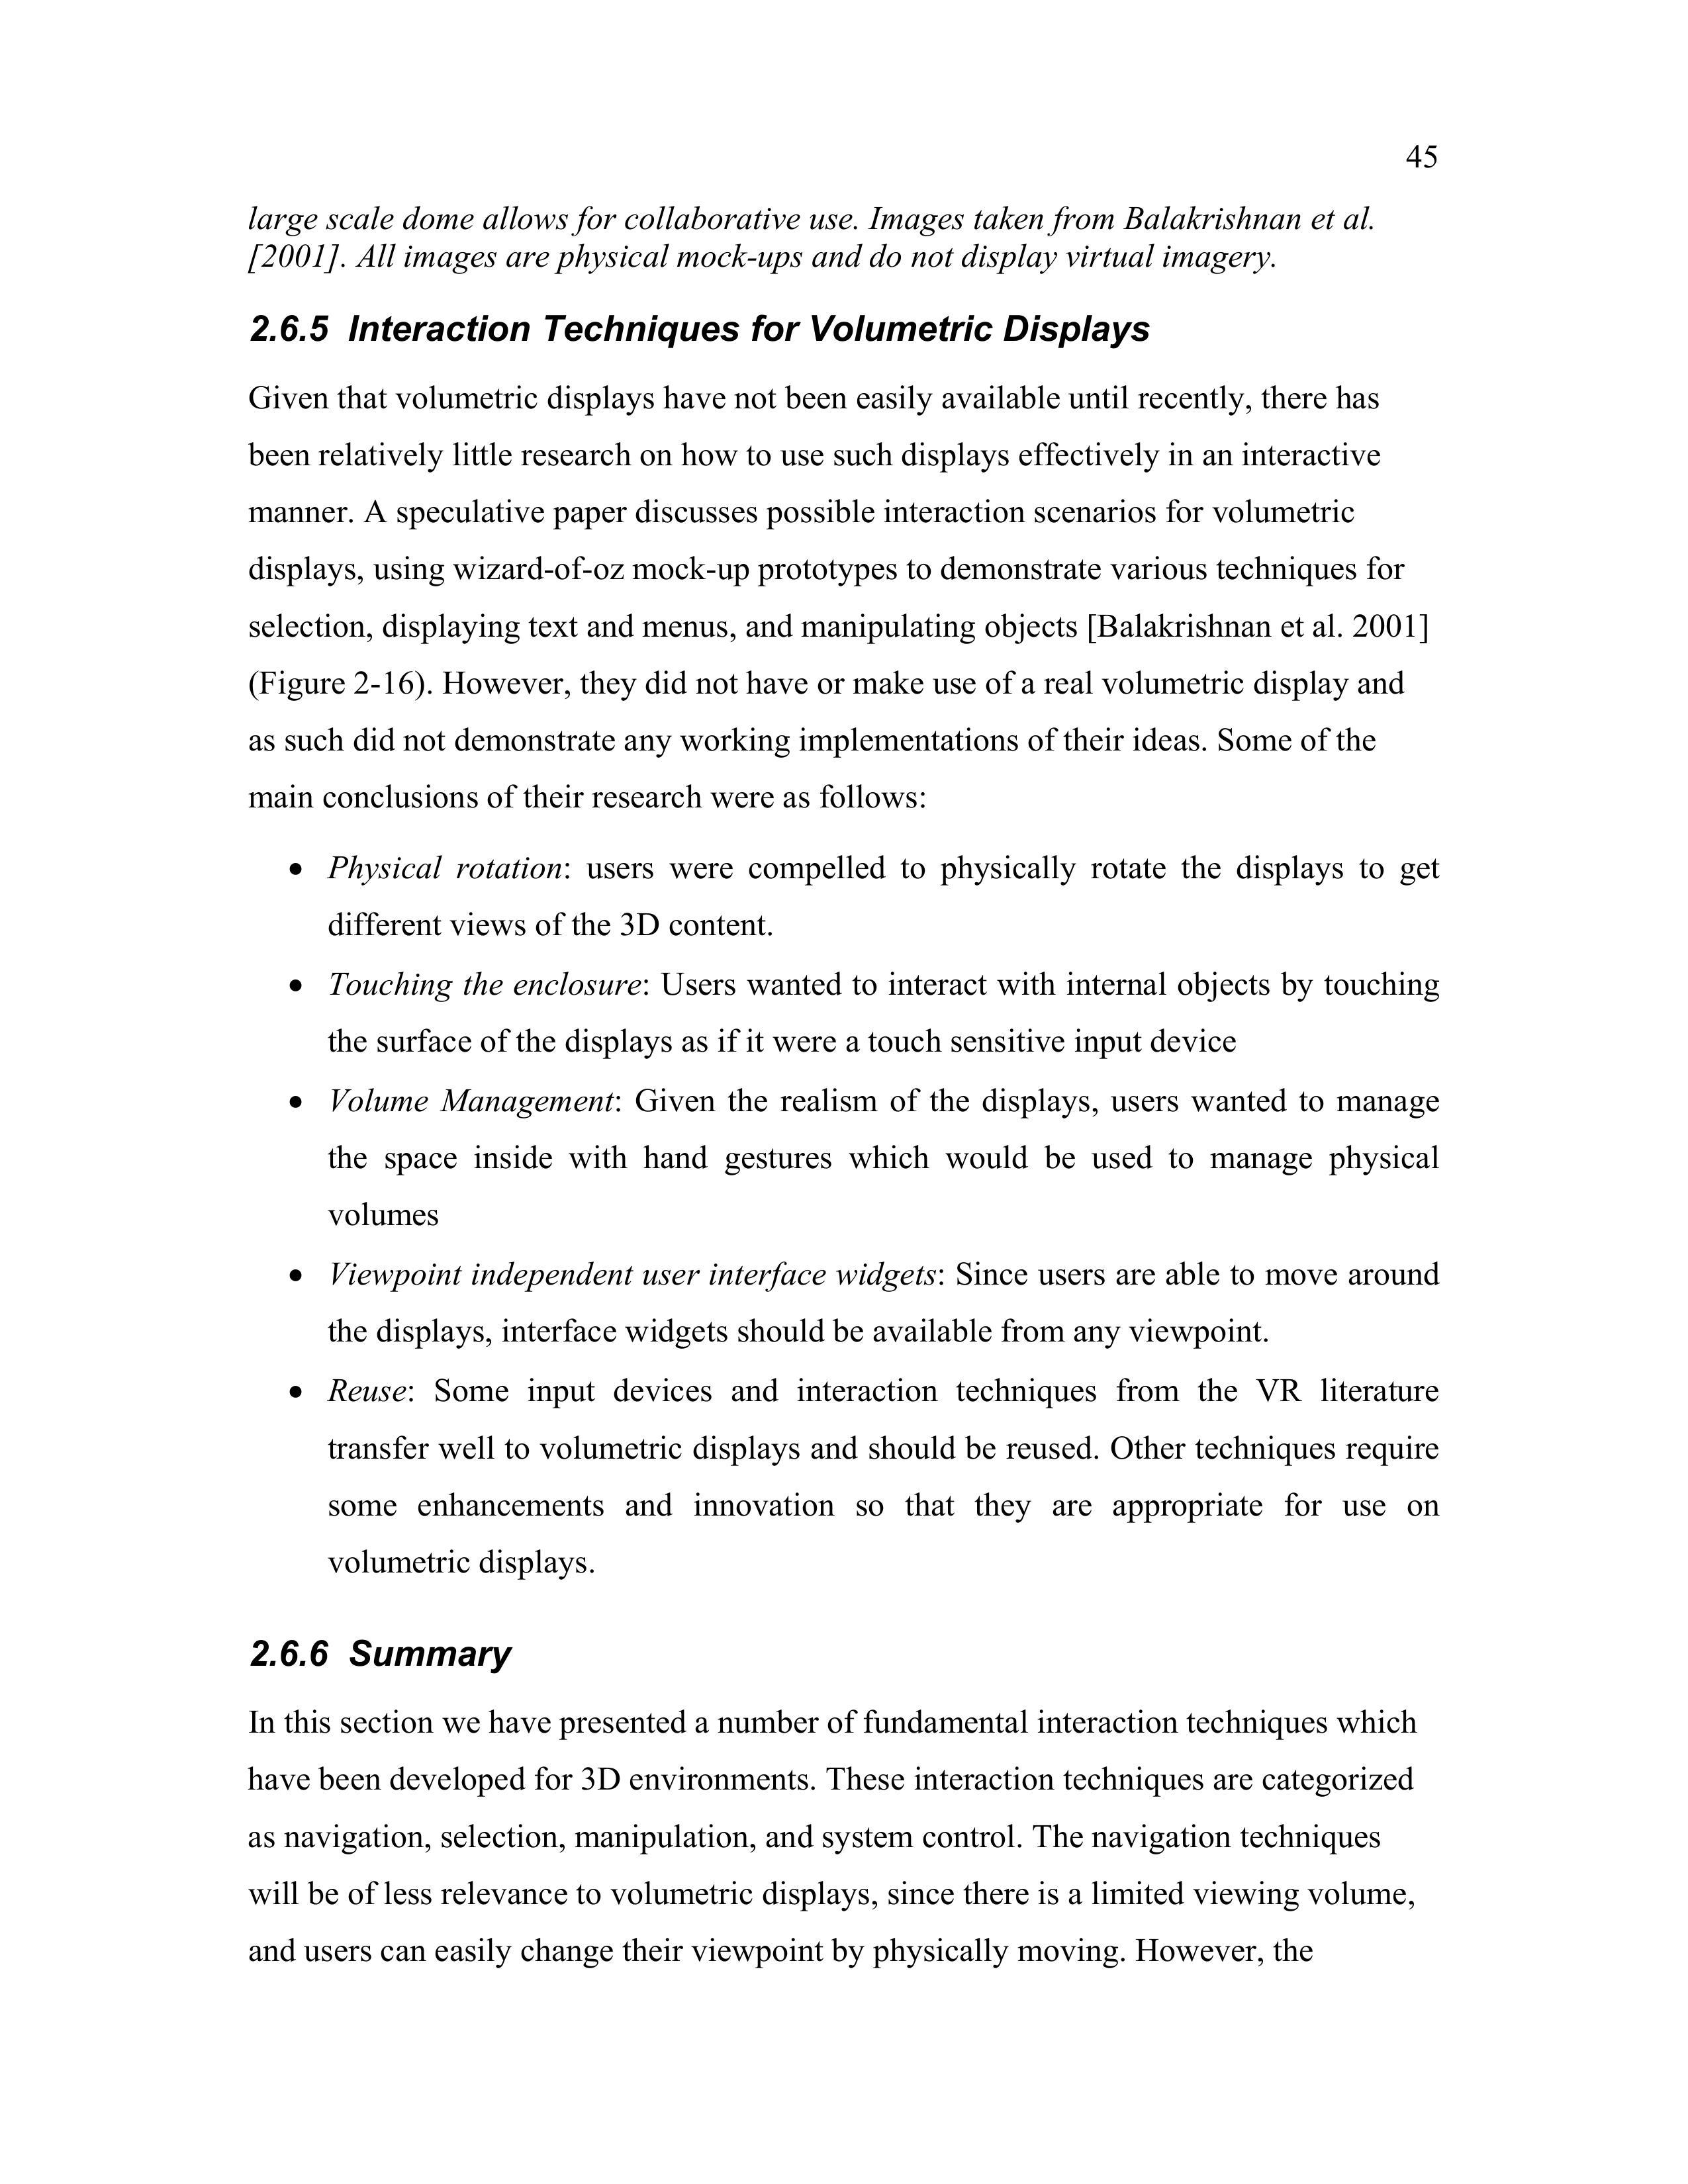 45
large scale dome allows for collaborative use. Images taken from Balakrishnan et al.
[2001]. All images are physical mock-ups and do not display virtual imagery.
2.6.5 Interaction Techniques for Volumetric Displays
Given that volumetric displays have not been easily available until recently, there has
been relatively little research on how to use such displays effectively in an interactive
manner. A speculative paper discusses possible interaction scenarios for volumetric
displays, using wizard-of-oz mock-up prototypes to demonstrate various techniques for
selection, displaying text and menus, and manipulating objects [Balakrishnan et al. 2001]
(Figure 2-16). However, they did not have or make use of a real volumetric display and
as such did not demonstrate any working implementations of their ideas. Some of the
main conclusions of their research were as follows:
• Physical rotation: users were compelled to physically rotate the displays to get
different views of the 3D content.
• Touching the enclosure: Users wanted to interact with internal objects by touching
the surface of the displays as if it were a touch sensitive input device
• Volume Management: Given the realism of the displays, users wanted to manage
the space inside with hand gestures which would be used to manage physical
volumes
• Viewpoint independent user interface widgets: Since users are able to move around
the displays, interface widgets should be available from any viewpoint.
• Reuse: Some input devices and interaction techniques from the VR literature
transfer well to volumetric displays and should be reused. Other techniques require
some enhancements and innovation so that they are appropriate for use on
volumetric displays.
2.6.6 Summary
In this section we have presented a number of fundamental interaction techniques which
have been developed for 3D environments. These interaction techniques are categorized
as navigation, selection, manipulation, and system control. The navigation techniques
will be of less relevance to volumetric displays, since there is a limited viewing volume,
and users can easily change their viewpoint by physically moving. However, the